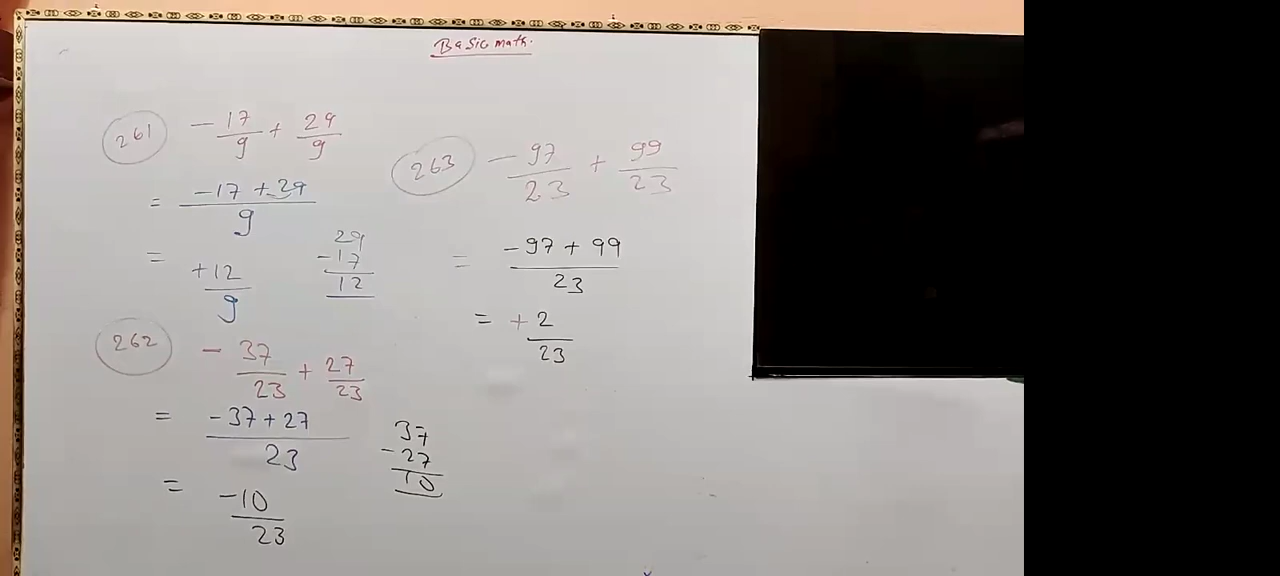 Basic math.
261 -17/9 + 29/9
= -17 + 29/9
= +12/9
29
-17
12
262 -37/23 + 27/23
= -37 + 27/23
= -10/23
37
-27
10
263 -97/23 + 99/23
= -97 + 99/23
= +2/23